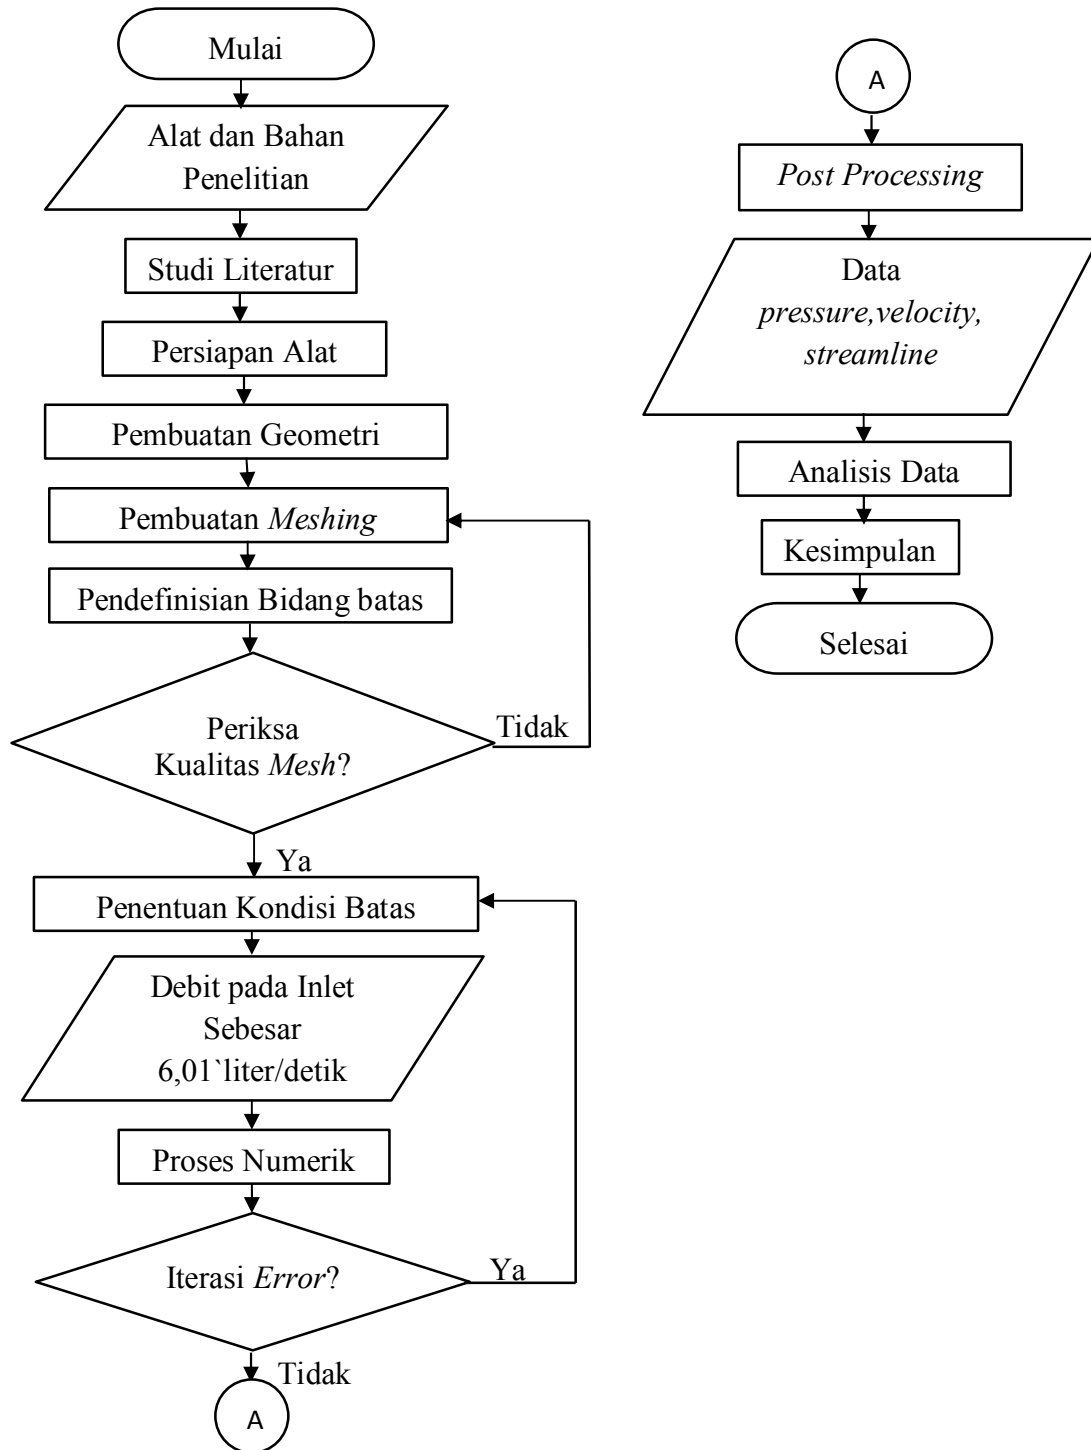 Mulai
Alat dan Bahan
Penelitian
Studi Literatur
Persiapan Alat
Pembuatan Geometri
Pembuatan Meshing
Pendefinisian Bidang batas
Periksa
Kualitas Mesh?
Tidak
Ya
Penentuan Kondisi Batas
Debit pada Inlet
Sebesar
6,01`liter/detik
Proses Numerik
Iterasi Error?
Ya
Tidak
A
A
Post Processing
Data
pressure,velocity,
streamline
Analisis Data
Kesimpulan
Selesai